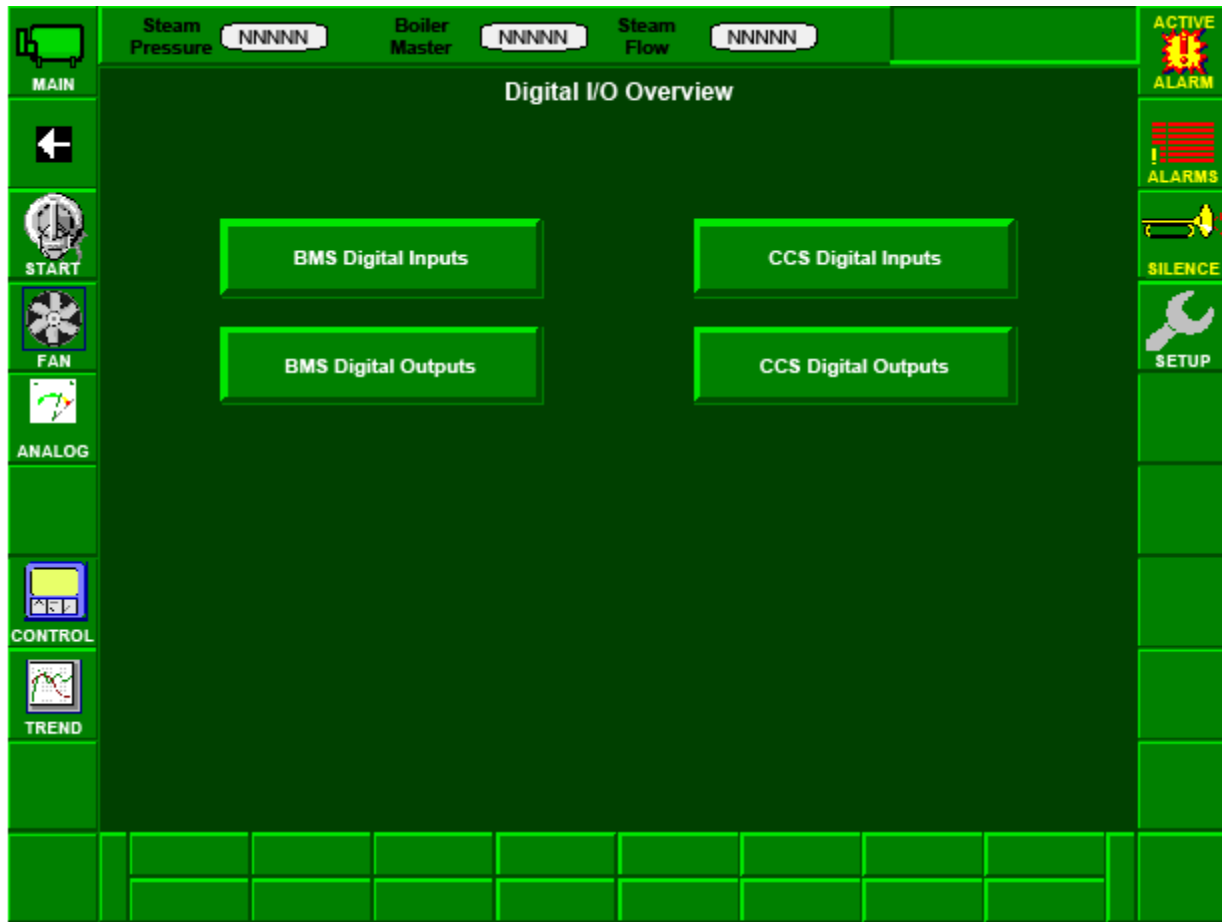 Steam Pressure NNNNN
Boiler Master NNNNN
Steam Flow NNNNN
ACTIVE
ALARM
MAIN
Digital I/O Overview
ALARMS
START
SILENCE
BMS Digital Inputs
CCS Digital Inputs
FAN
SETUP
BMS Digital Outputs
CCS Digital Outputs
ANALOG
CONTROL
TREND